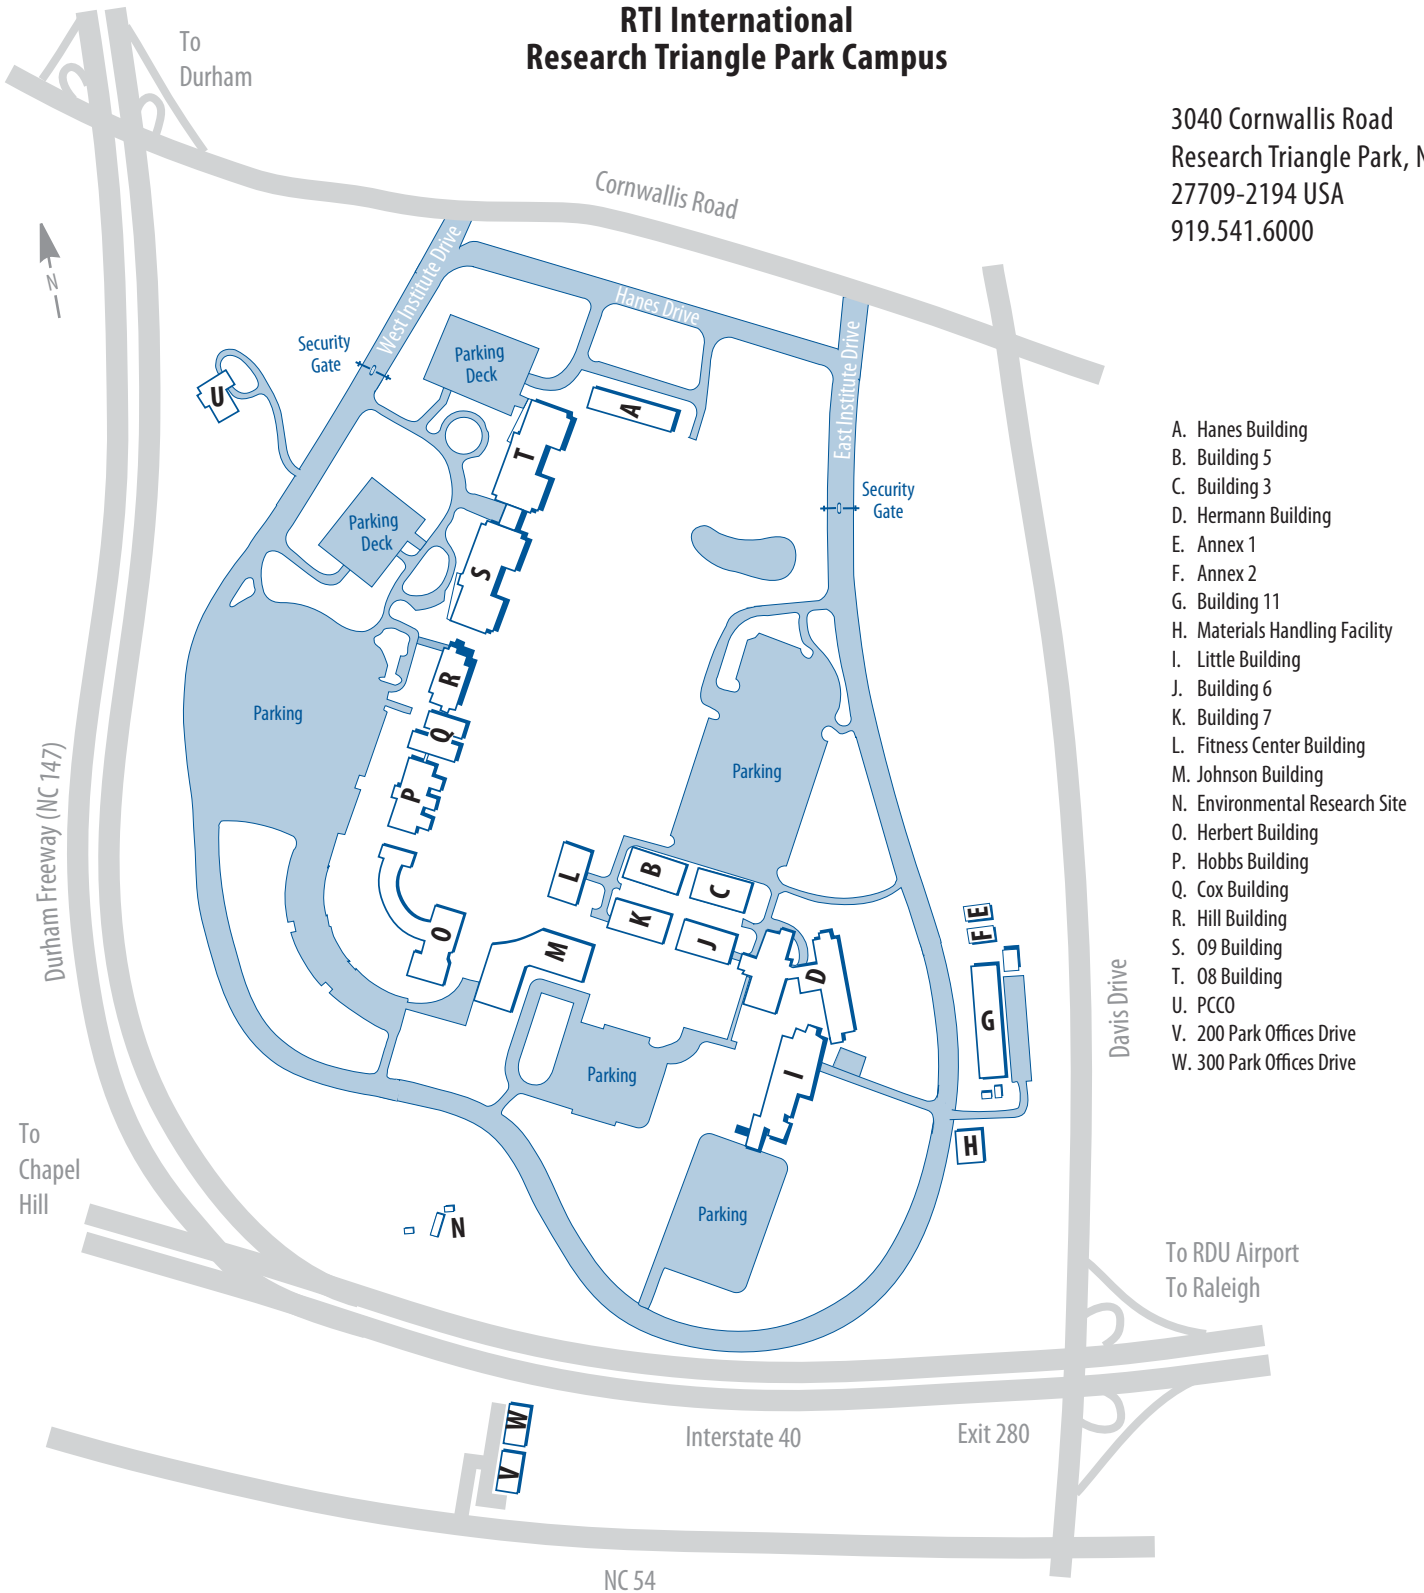 RTI International
Research Triangle Park Campus
To
Durham
3040 Cornwallis Road
Research Triangle Park, N
27709-2194 USA
919.541.6000
Cornwallis Road
N
West Institute Drive
Hanes Drive
East Institute Drive
Security
Gate
Parking
Deck
U
A
T
Security
Gate
Parking
Deck
S
A. Hanes Building
B. Building 5
C. Building 3
D. Hermann Building
E. Annex 1
F. Annex 2
G. Building 11
H. Materials Handling Facility
I. Little Building
J. Building 6
K. Building 7
L. Fitness Center Building
M. Johnson Building
N. Environmental Research Site
O. Herbert Building
P. Hobbs Building
Q. Cox Building
R. Hill Building
S. O9 Building
T. O8 Building
U. PCCO
V. 200 Park Offices Drive
W. 300 Park Offices Drive
R
Parking
Q
Parking
P
Durham Freeway (NC 147)
L
B
C
K
J
O
M
D
E
F
G
Davis Drive
Parking
I
H
To
Chapel
Hill
Parking
N
To RDU Airport
To Raleigh
W
V
Interstate 40
Exit 280
NC 54